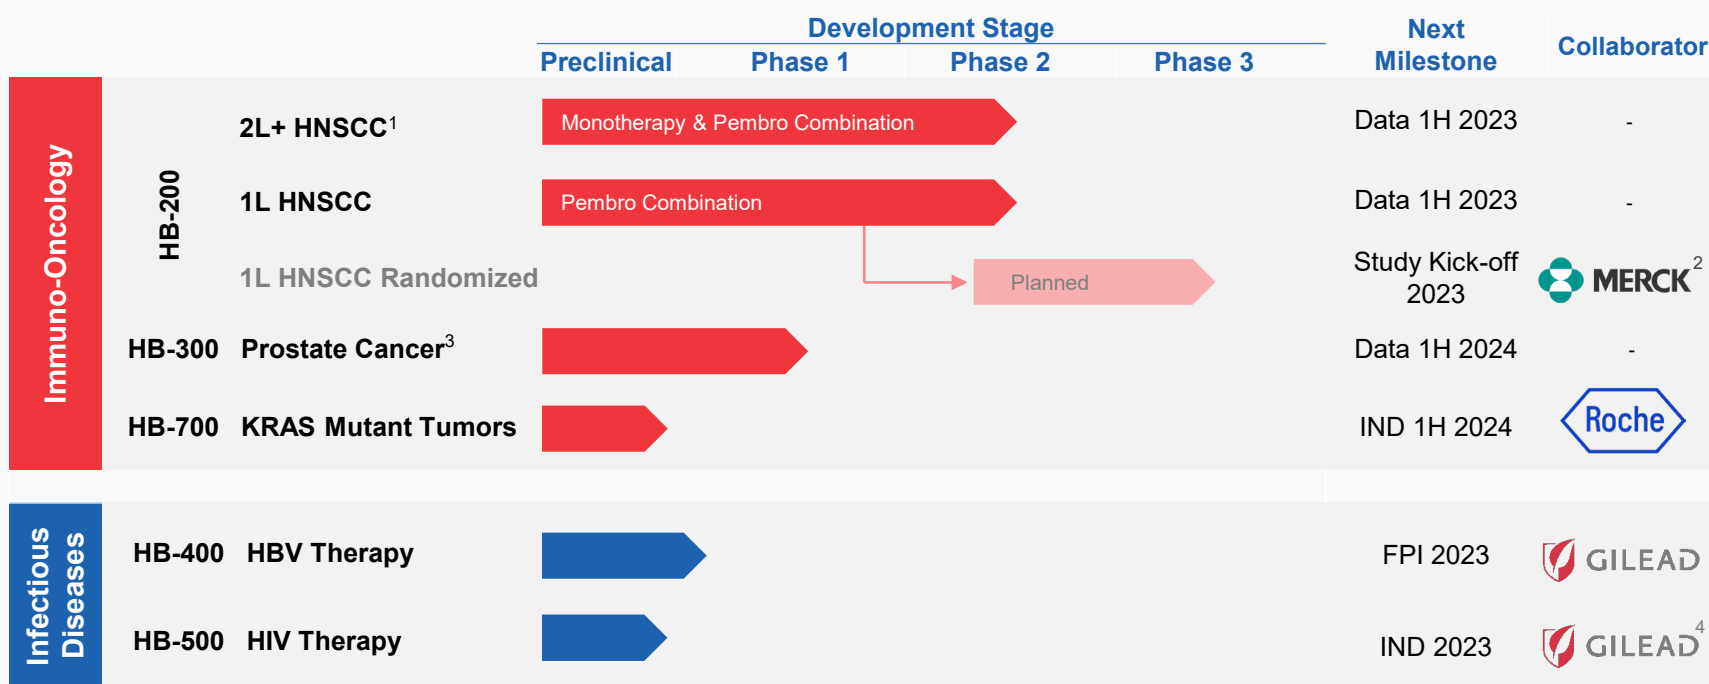 Development Stage
Next Milestone
Collaborator
Preclinical
Phase 1
Phase 2
Phase 3
Immuno-Oncology
HB-200
2L+ HNSCC1
Monotherapy & Pembro Combination
Data 1H 2023
-
1L HNSCC
Pembro Combination
Data 1H 2023
-
1L HNSCC Randomized
Planned
Study Kick-off
2023
MERCK2
HB-300
Prostate Cancer3
Data 1H 2024
-
HB-700
KRAS Mutant Tumors
IND 1H 2024
Roche
Infectious
Diseases
HB-400
HBV Therapy
FPI 2023
GILEAD
HB-500
HIV Therapy
IND 2023
GILEAD4